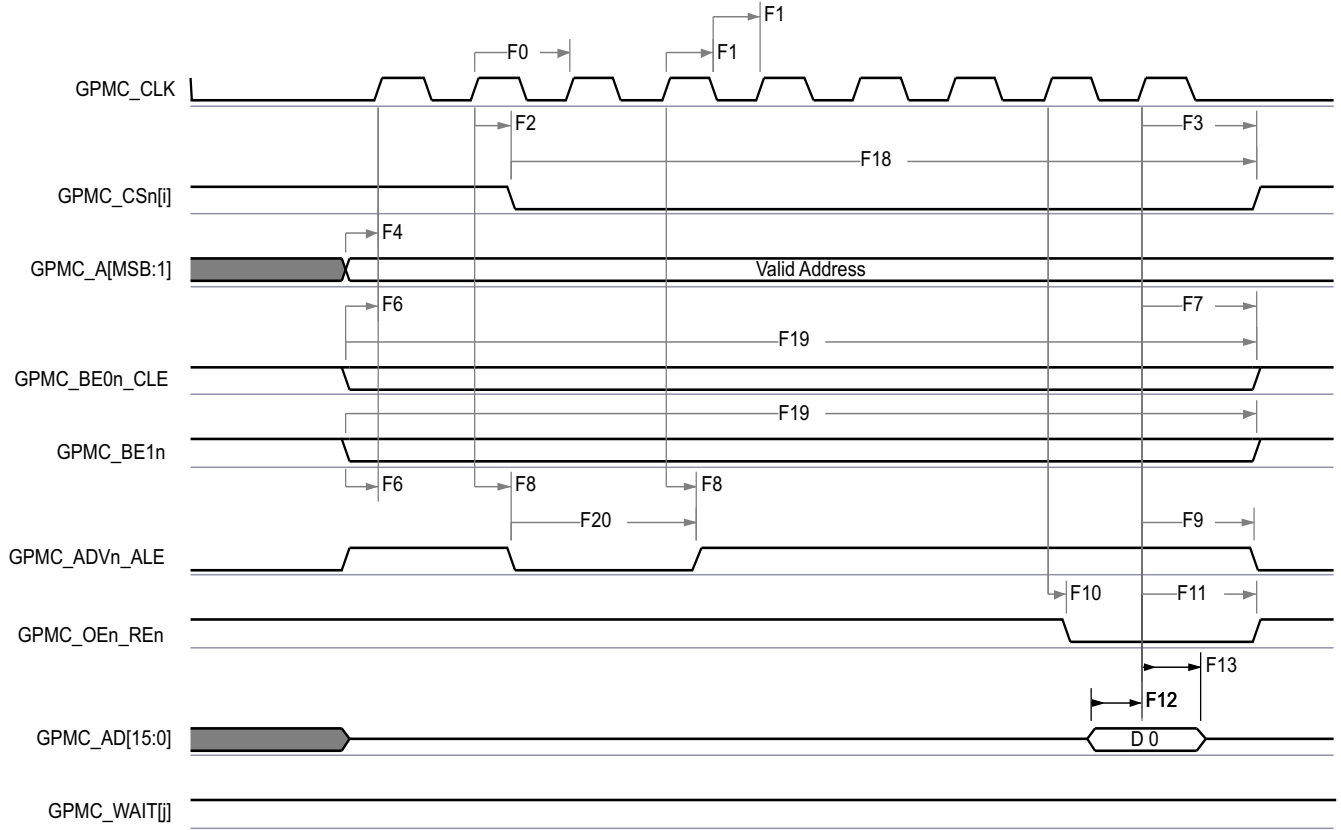 F1
F0
F1
GPMC_CLK
F2
F3
F18
GPMC_CSn[i]
F4
GPMC_A[MSB:1]
Valid Address
F6
F7
F19
GPMC_BE0n_CLE
F19
GPMC_BE1n
F6
F8
F8
F20
F9
GPMC_ADVn_ALE
F10
F11
GPMC_OEn_REn
F13
F12
GPMC_AD[15:0]
D 0
GPMC_WAIT[j]